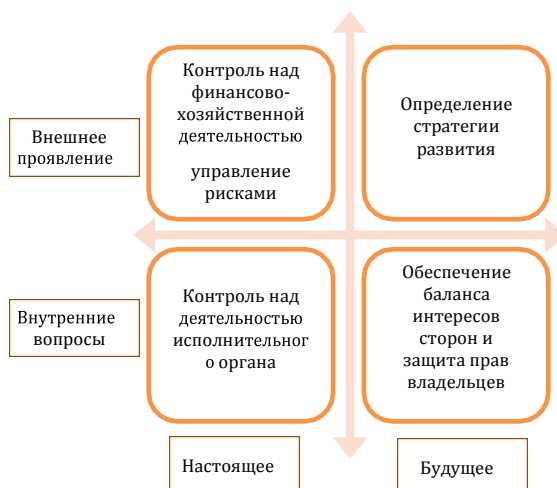 Контроль над
финансово-
хозяйственной
деятельностью
управление
рисками
Определение
стратегии
развития
Внешнее
проявление
Контроль над
деятельностью
исполнительног
о органа
Обеспечение
баланса
интересов
сторон и
защита прав
владельцев
Внутренние
вопросы
Настоящее
Будущее